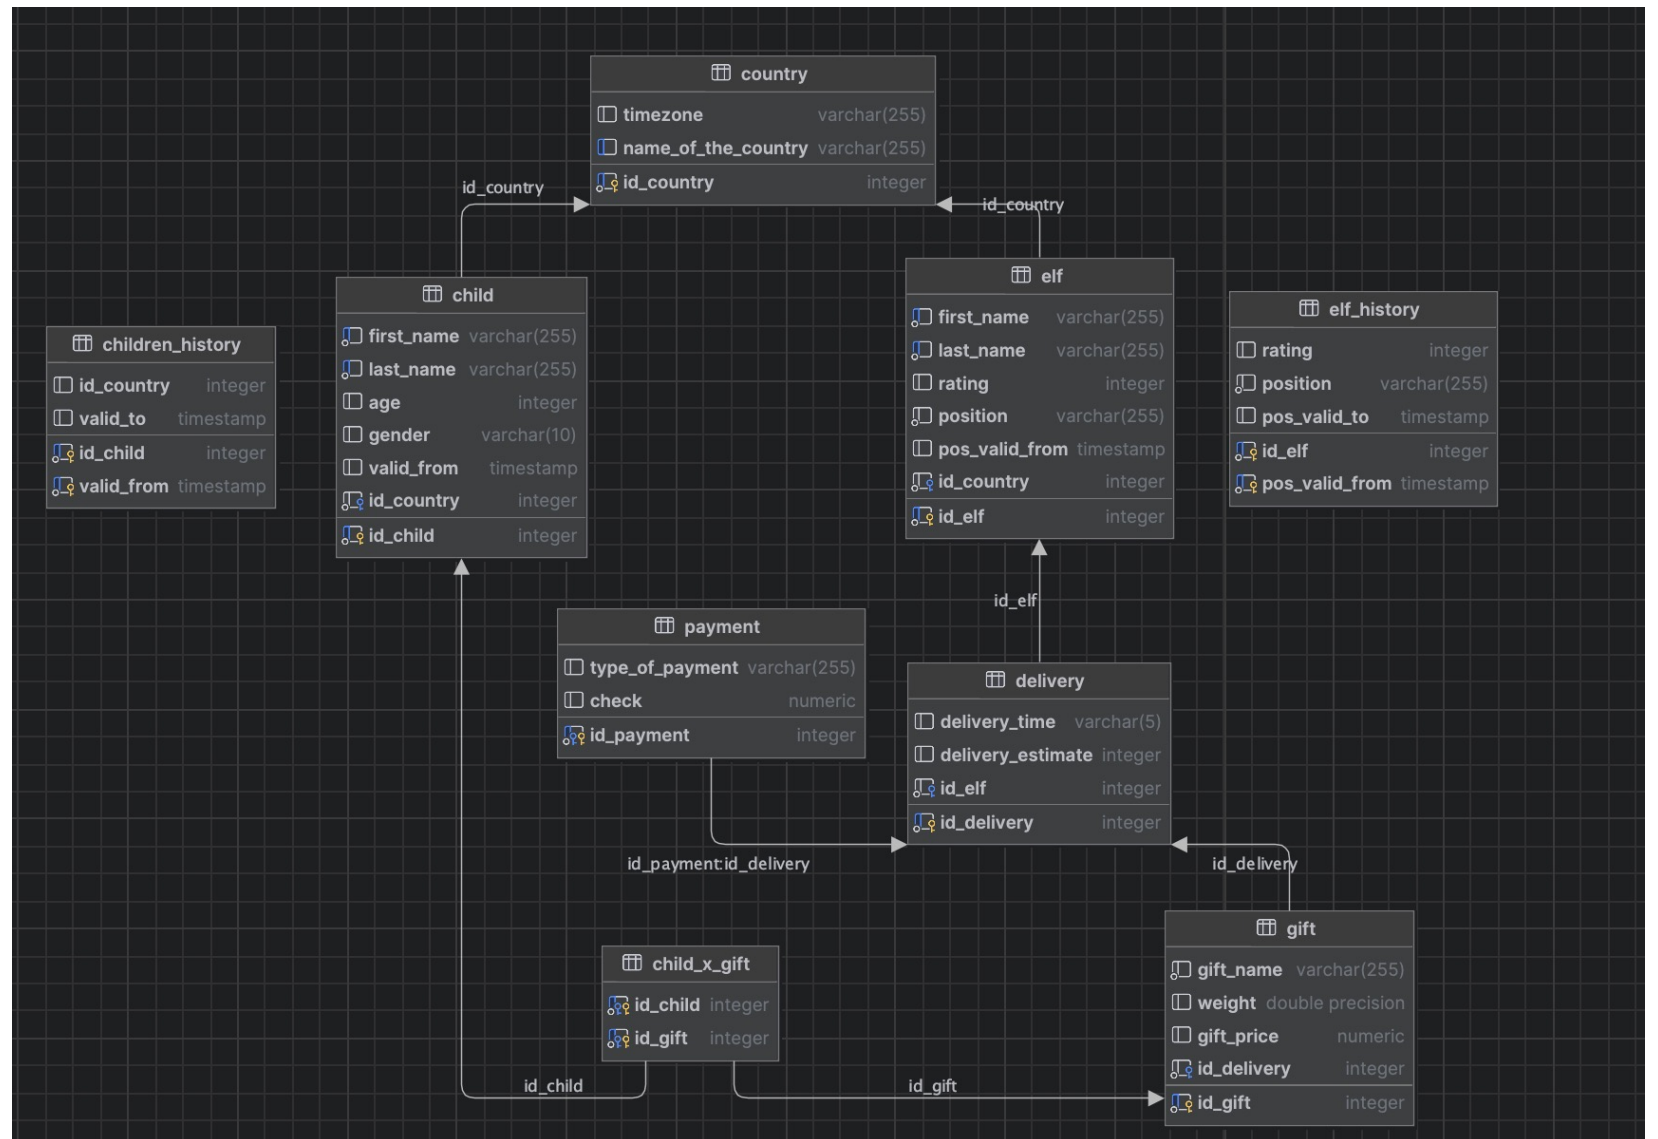 country
timezone varchar(255)
name_of_the_country varchar(255)
id_country integer
id_country
id_country
child
first_name varchar(255)
last_name varchar(255)
age integer
gender varchar(10)
valid_from timestamp
id_country integer
id_child integer
elf
first_name varchar(255)
last_name varchar(255)
rating integer
position varchar(255)
pos_valid_from timestamp
id_country integer
id_elf integer
elf_history
rating integer
position varchar(255)
pos_valid_to timestamp
id_elf integer
pos_valid_from timestamp
children_history
id_country integer
valid_to timestamp
id_child integer
valid_from timestamp
id_elf
payment
type_of_payment varchar(255)
check numeric
id_payment integer
delivery
delivery_time varchar(5)
delivery_estimate integer
id_elf integer
id_delivery integer
id_payment:id_delivery
id_delivery
gift
gift_name varchar(255)
weight double precision
gift_price numeric
id_delivery integer
id_gift integer
child_x_gift
id_child integer
id_gift integer
id_child
id_gift